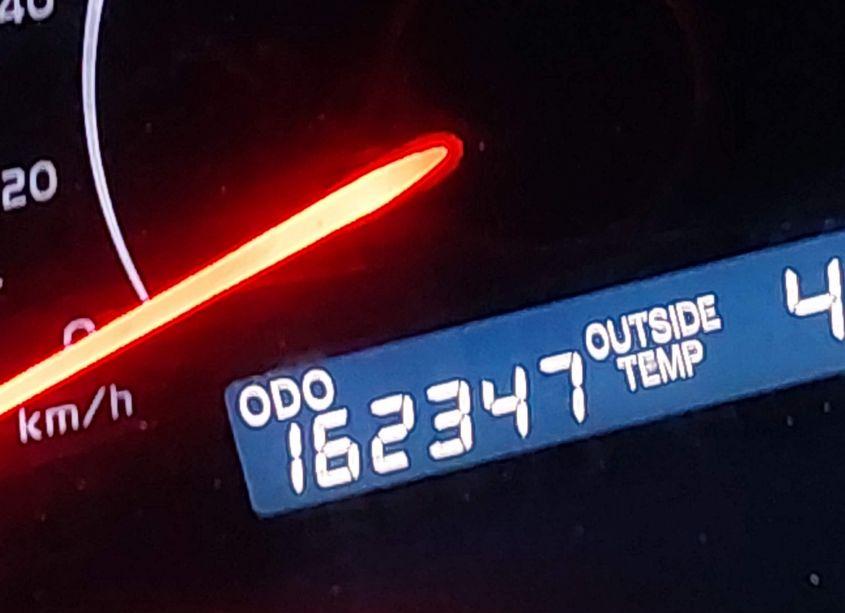 40
20
0
km/h
ODO
162347
OUTSIDE
TEMP
4